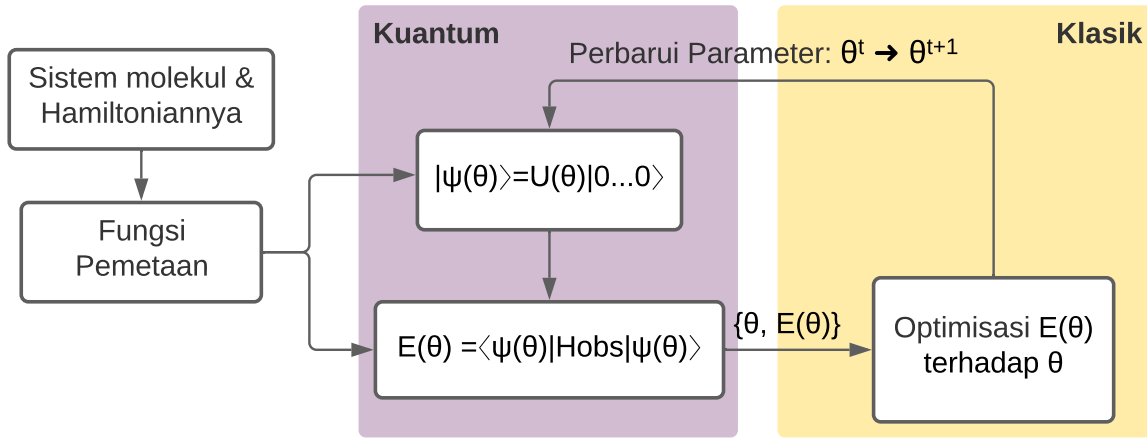 Kuantum
Klasik
Perbarui Parameter: θᵗ ➜ θᵗ⁺¹
Sistem molekul &
Hamiltoniannya
|ψ(θ)〉=U(θ)|0...0〉
Fungsi
Pemetaan
{θ, E(θ)}
E(θ) =〈ψ(θ)|Hobs|ψ(θ)〉
Optimisasi E(θ)
terhadap θ